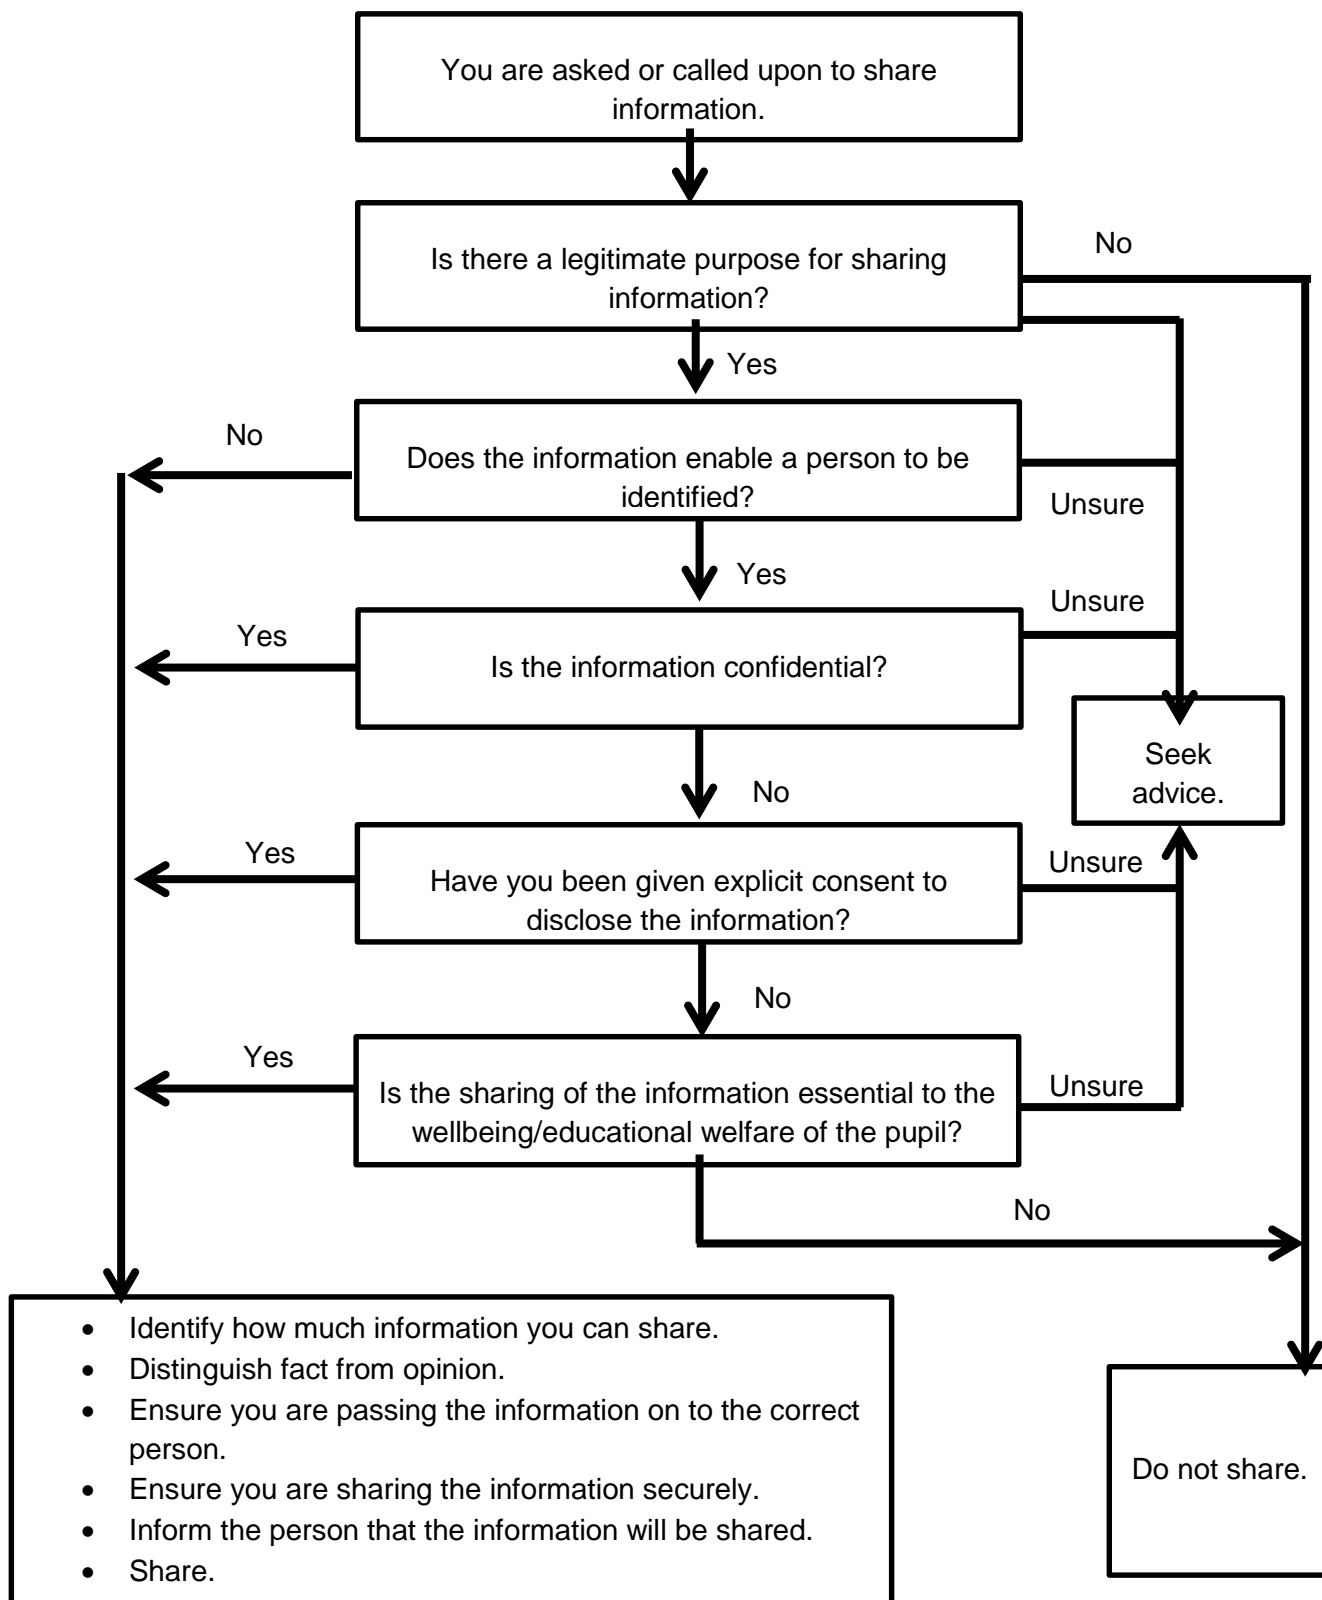 You are asked or called upon to share
information.
Is there a legitimate purpose for sharing
information?
No
Yes
No
Does the information enable a person to be
identified?
Unsure
Yes
Unsure
Yes
Is the information confidential?
Seek
advice.
No
Yes
Unsure
Have you been given explicit consent to
disclose the information?
No
Yes
Is the sharing of the information essential to the
wellbeing/educational welfare of the pupil?
Unsure
No
• Identify how much information you can share.
• Distinguish fact from opinion.
• Ensure you are passing the information on to the correct
person.
• Ensure you are sharing the information securely.
• Inform the person that the information will be shared.
• Share.
Do not share.